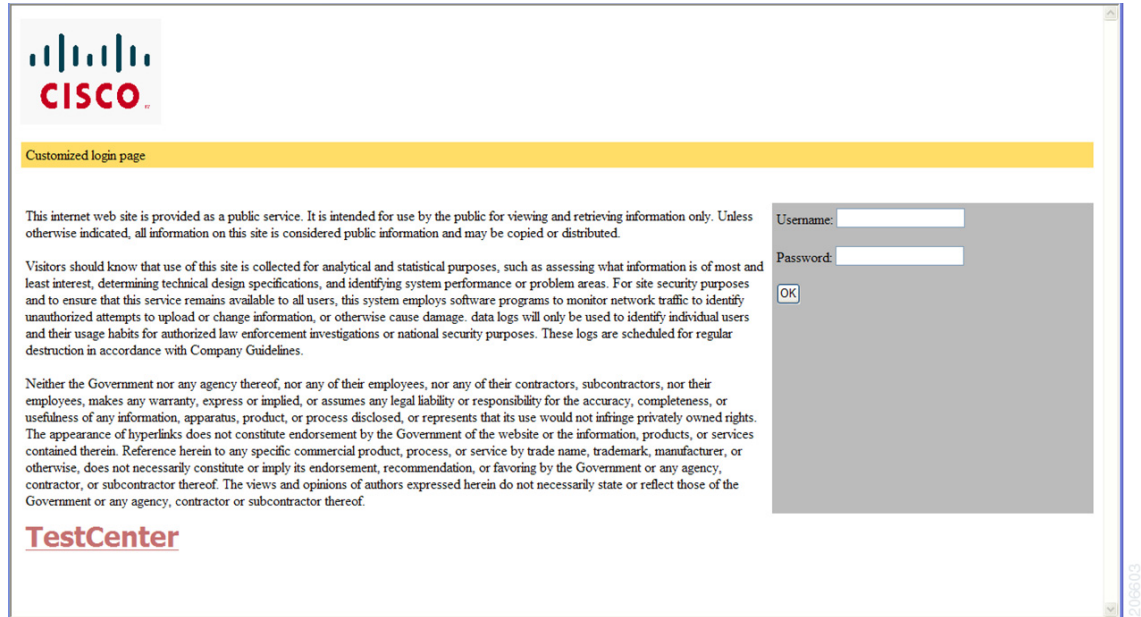 CISCO
Customized login page
This internet web site is provided as a public service. It is intended for use by the public for viewing and retrieving information only. Unless
otherwise indicated, all information on this site is considered public information and may be copied or distributed.
Visitors should know that use of this site is collected for analytical and statistical purposes, such as assessing what information is of most and
least interest, determining technical design specifications, and identifying system performance or problem areas. For site security purposes
and to ensure that this service remains available to all users, this system employs software programs to monitor network traffic to identify
unauthorized attempts to upload or change information, or otherwise cause damage. data logs will only be used to identify individual users
and their usage habits for authorized law enforcement investigations or national security purposes. These logs are scheduled for regular
destruction in accordance with Company Guidelines.
Neither the Government nor any agency thereof, nor any of their employees, nor any of their contractors, subcontractors, nor their
employees, makes any warranty, express or implied, or assumes any legal liability or responsibility for the accuracy, completeness, or
usefulness of any information, apparatus, product, or process disclosed, or represents that its use would not infringe privately owned rights.
The appearance of hyperlinks does not constitute endorsement by the Government of the website or the information, products, or services
contained therein. Reference herein to any specific commercial product, process, or service by trade name, trademark, manufacturer, or
otherwise, does not necessarily constitute or imply its endorsement, recommendation, or favoring by the Government or any agency,
contractor, or subcontractor thereof. The views and opinions of authors expressed herein do not necessarily state or reflect those of the
Government or any agency, contractor or subcontractor thereof.
TestCenter
Username:
Password:
OK
206603